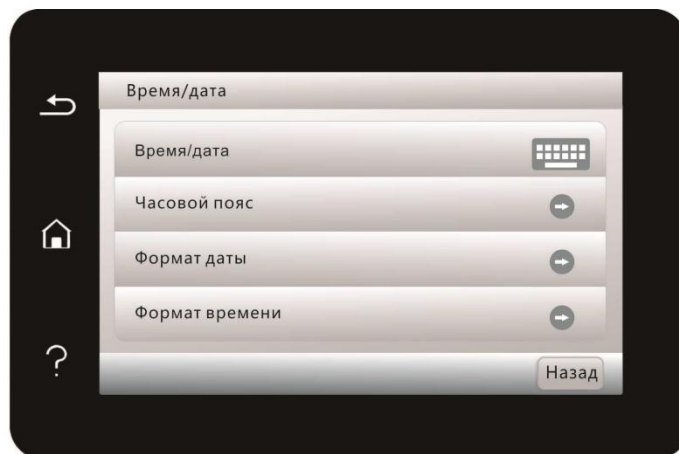 Время/дата
Время/дата
Часовой пояс
Формат даты
Формат времени
Назад